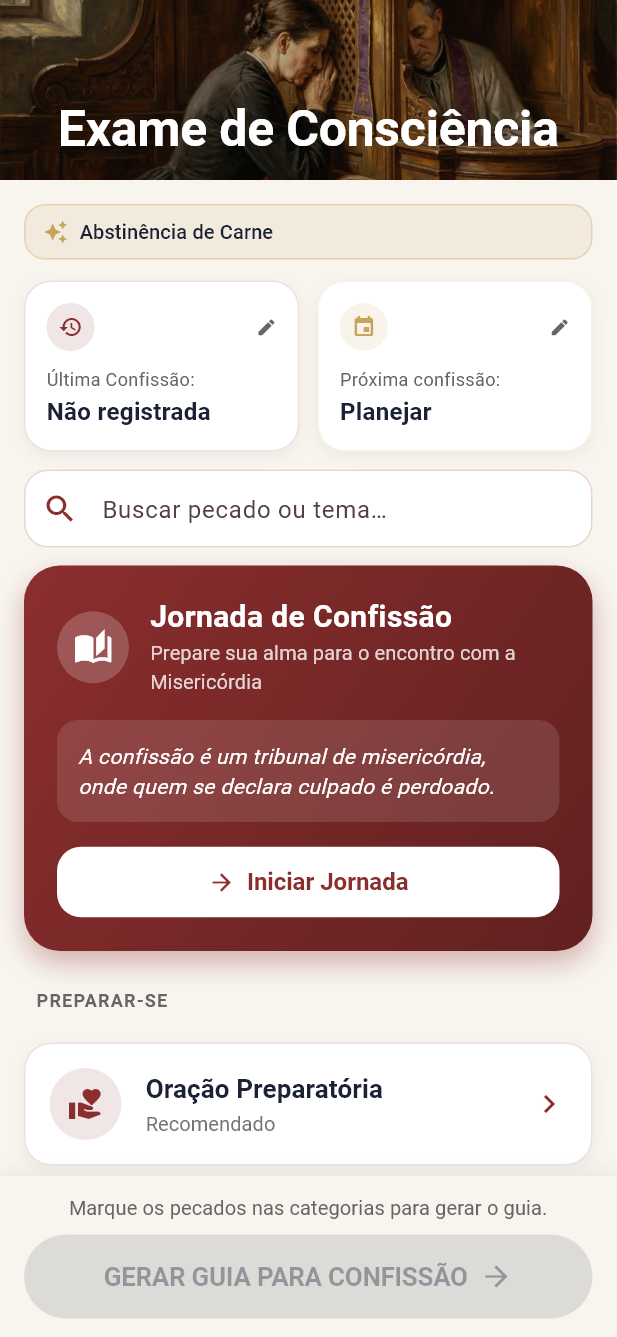 Exame de Consciência
Abstinência de Carne
Última Confissão:
Não registrada
Próxima confissão:
Planejar
Buscar pecado ou tema...
Jornada de Confissão
Prepare sua alma para o encontro com a
Misericórdia
A confissão é um tribunal de misericórdia,
onde quem se declara culpado é perdoado.
Iniciar Jornada
PREPARAR-SE
Oração Preparatória
Recomendado
Marque os pecados nas categorias para gerar o guia.
GERAR GUIA PARA CONFISSÃO